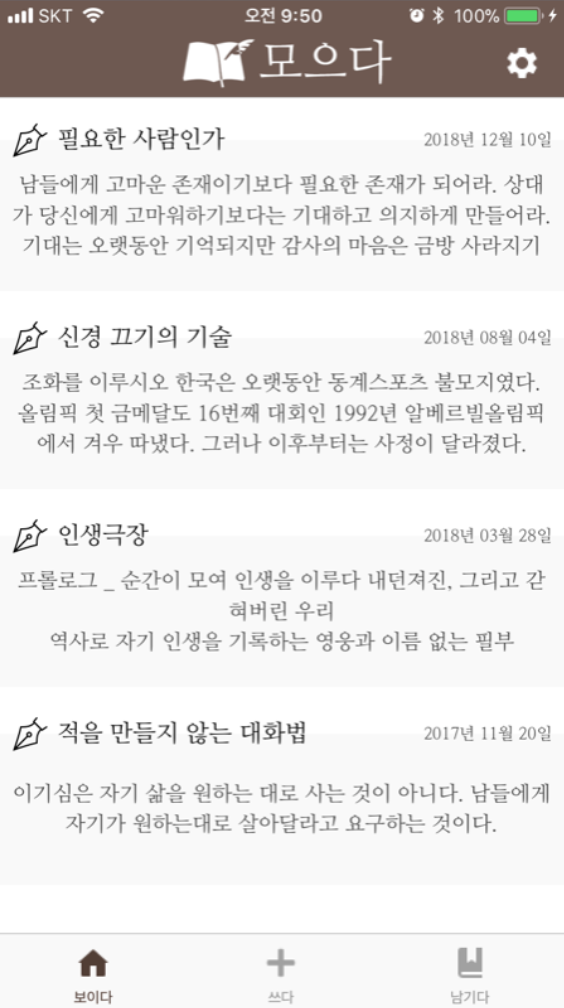 SKT 오전 9:50 100%
모으다
필요한 사람인가 2018년 12월 10일
남들에게 고마운 존재이기보다 필요한 존재가 되어라. 상대
가 당신에게 고마워하기보다는 기대하고 의지하게 만들어라.
기대는 오랫동안 기억되지만 감사의 마음은 금방 사라지기
신경 끄기의 기술 2018년 08월 04일
조화를 이루시오 한국은 오랫동안 동계스포츠 불모지였다.
올림픽 첫 금메달도 16번째 대회인 1992년 알베르빌올림픽
에서 겨우 따냈다. 그러나 이후부터는 사정이 달라졌다.
인생극장 2018년 03월 28일
프롤로그 _ 순간이 모여 인생을 이루다 내던져진, 그리고 갇
혀버린 우리
역사로 자기 인생을 기록하는 영웅과 이름 없는 필부
적을 만들지 않는 대화법 2017년 11월 20일
이기심은 자기 삶을 원하는 대로 사는 것이 아니다. 남들에게
자기가 원하는대로 살아달라고 요구하는 것이다.
보이다 쓰다 남기다